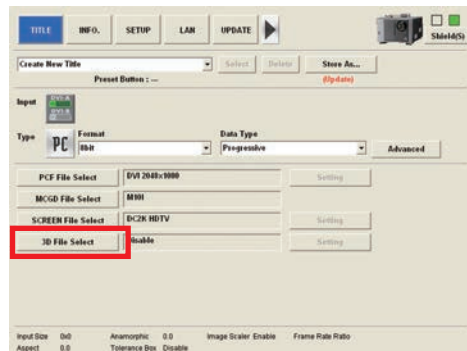 TITLE INFO. SETUP LAN UPDATE Shield(S)
Create New Title Select Delete Store As...
Preset Button : --- (Update)
Input DVI-A
Type PC Format Data Type
8bit Progressive Advanced
PCF File Select DVI 2048x1080 Setting
MCGD File Select M101
SCREEN File Select DC2K HDTV Setting
3D File Select Disable Setting
Input Size 0x0 Anamorphic 0.0 Image Scaler Enable Frame Rate Ratio
Aspect 0.0 Tolerance Box Disable